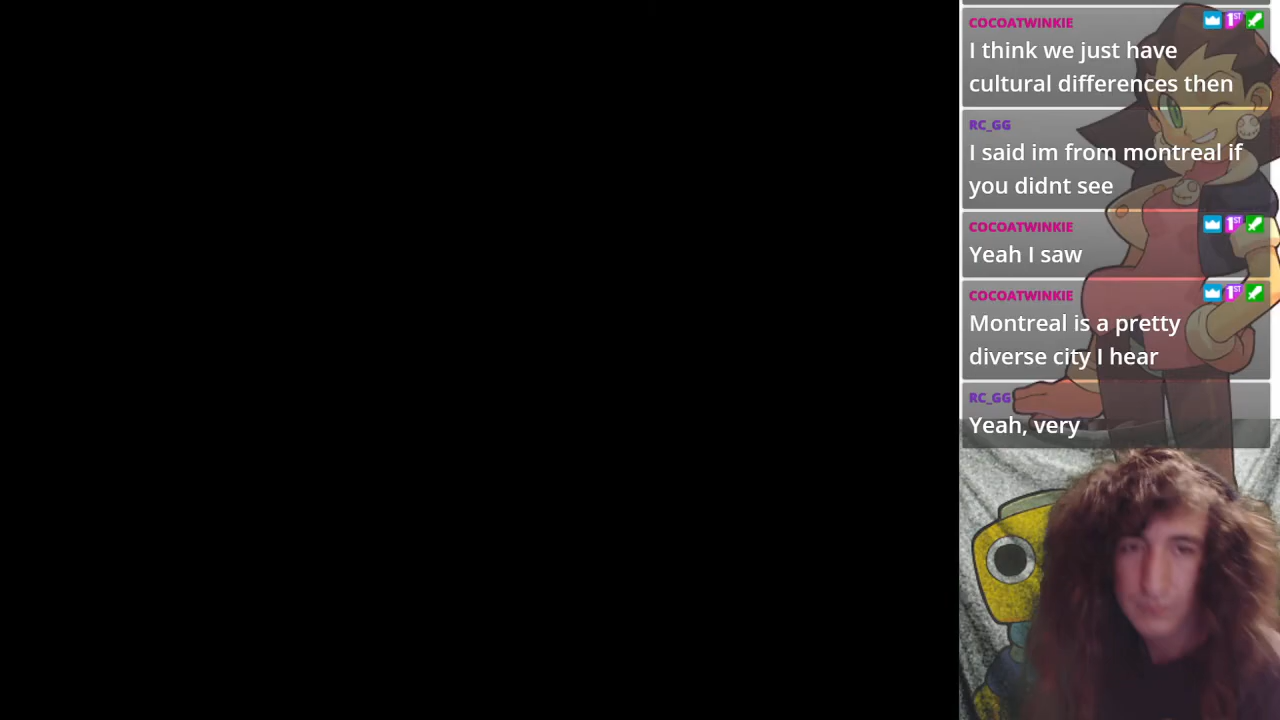 COCOATWINKIE
I think we just have
cultural differences then
RC_GG
I said im from montreal if
you didnt see
COCOATWINKIE
Yeah I saw
COCOATWINKIE
Montreal is a pretty
diverse city I hear
RC_GG
Yeah, very